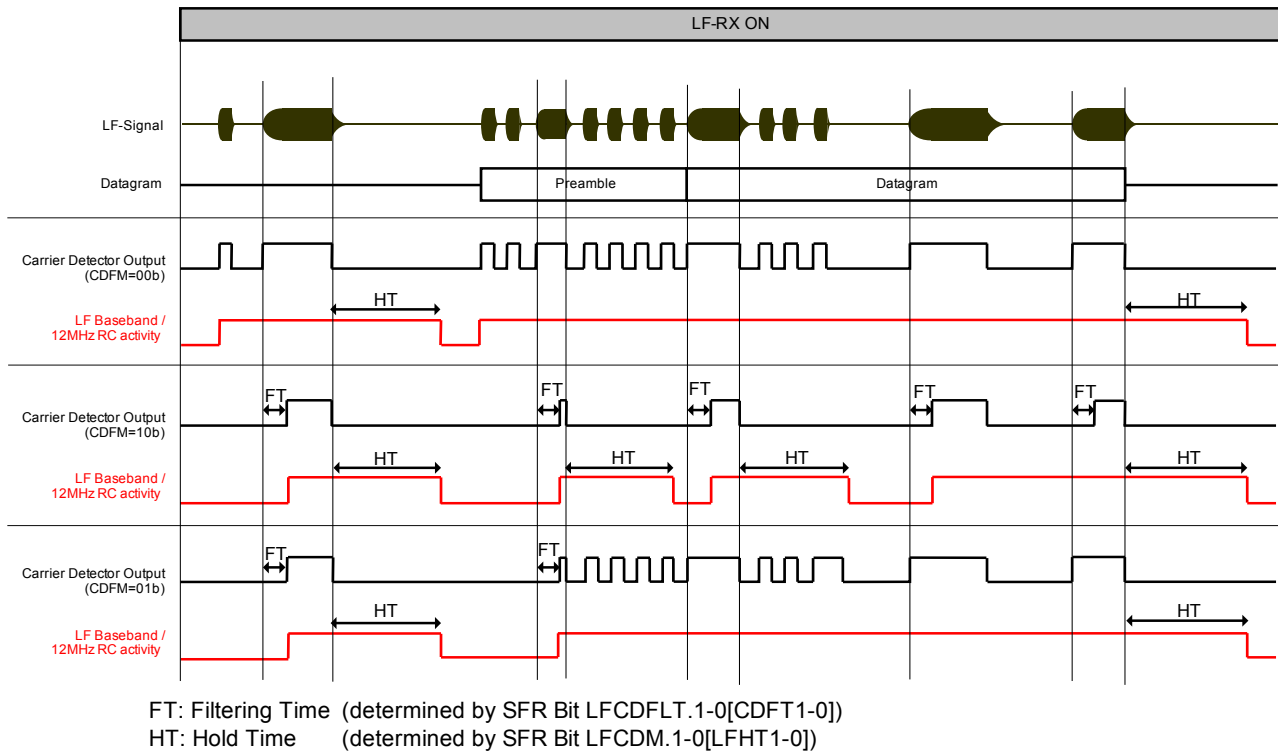 LF-RX ON
LF-Signal
Datagram
Preamble
Datagram
Carrier Detector Output
(CDFM=00b)
HT
HT
LF Baseband /
12MHz RC activity
FT
FT
FT
FT
FT
Carrier Detector Output
(CDFM=10b)
HT
HT
HT
HT
LF Baseband /
12MHz RC activity
FT
FT
Carrier Detector Output
(CDFM=01b)
HT
HT
LF Baseband /
12MHz RC activity
FT: Filtering Time (determined by SFR Bit LFCDFLT.1-0[CDFT1-0])
HT: Hold Time (determined by SFR Bit LFCDM.1-0[LFHT1-0])